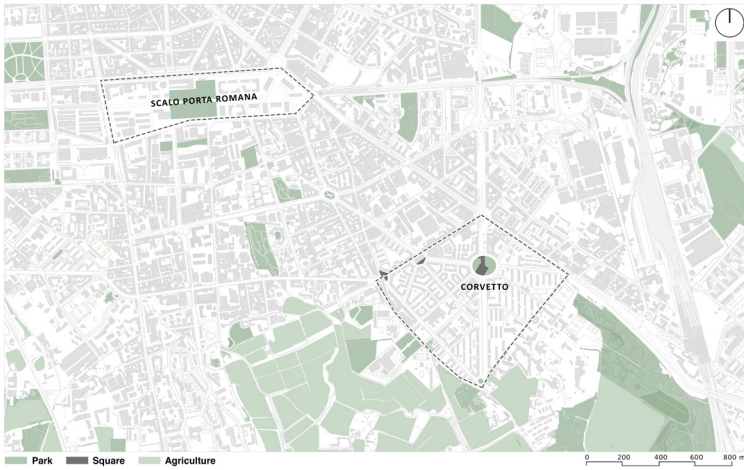 SCALO PORTA ROMANA
CORVETTO
Park Square Agriculture
0 200 400 600 800 m